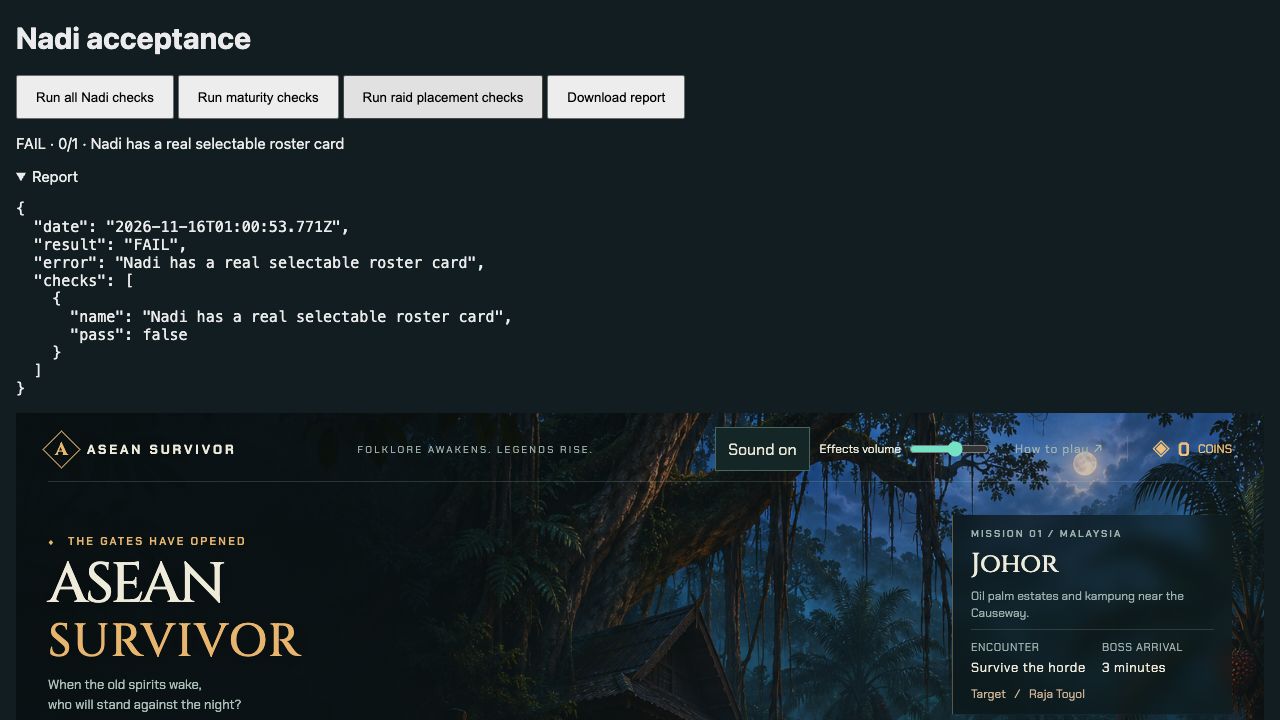 Nadi acceptance
Run all Nadi checks
Run maturity checks
Run raid placement checks
Download report
FAIL · 0/1 · Nadi has a real selectable roster card
▼ Report
{
  "date": "2026-11-16T01:00:53.771Z",
  "result": "FAIL",
  "error": "Nadi has a real selectable roster card",
  "checks": [
    {
      "name": "Nadi has a real selectable roster card",
      "pass": false
    }
  ]
}
A ASEAN SURVIVOR
FOLKLORE AWAKENS. LEGENDS RISE.
Sound on
Effects volume
How to play ↗
0 COINS
THE GATES HAVE OPENED
ASEAN
SURVIVOR
When the old spirits wake,
who will stand against the night?
MISSION 01 / MALAYSIA
JOHOR
Oil palm estates and kampung near the
Causeway.
ENCOUNTER
Survive the horde
BOSS ARRIVAL
3 minutes
Target / Raja Toyol